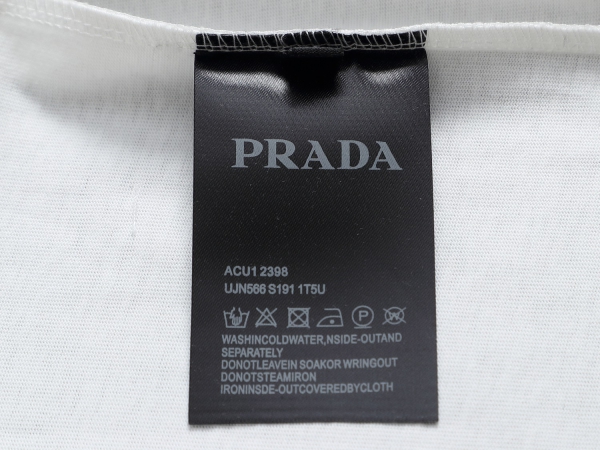 PRADA
ACU1 2398
UJN566 S191 1T5U
P
WASHINCOLDWATER,NSIDE-OUTAND
SEPARATELY
DONOTLEAVEIN SOAKOR WRINGOUT
DONOTSTEAMIRON
IRONINSDE-OUTCOVEREDBYCLOTH